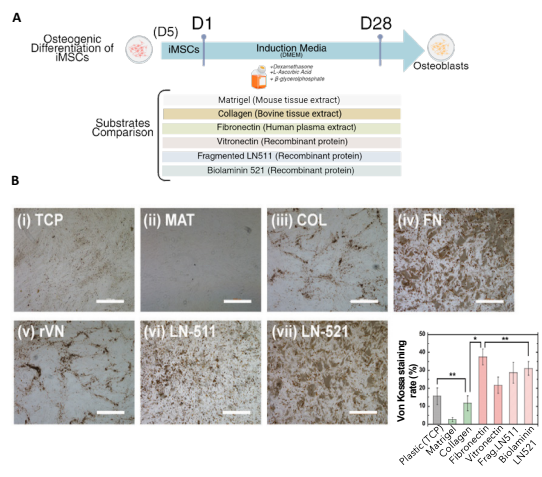 A
Osteogenic
Differentiation of
iMSCs
(D5)
iMSCs
D1
D28
Induction Media
(DMEM)
+Dexamethasone
+L-Ascorbic Acid
+ β-glycerolphosphate
Osteoblasts
Substrates
Comparison
Matrigel (Mouse tissue extract)
Collagen (Bovine tissue extract)
Fibronectin (Human plasma extract)
Vitronectin (Recombinant protein)
Fragmented LN511 (Recombinant protein)
Biolaminin 521 (Recombinant protein)
B
(i) TCP
(ii) MAT
(iii) COL
(iv) FN
(v) rVN
(vi) LN-511
(vii) LN-521
Von Kossa staining
rate (%)
50
40
30
20
10
0
**
*
**
Plastic(TCP)
Matrigel
Collagen
Fibronectin
Vitronectin
Frag.LN511
Biolaminin
LN521